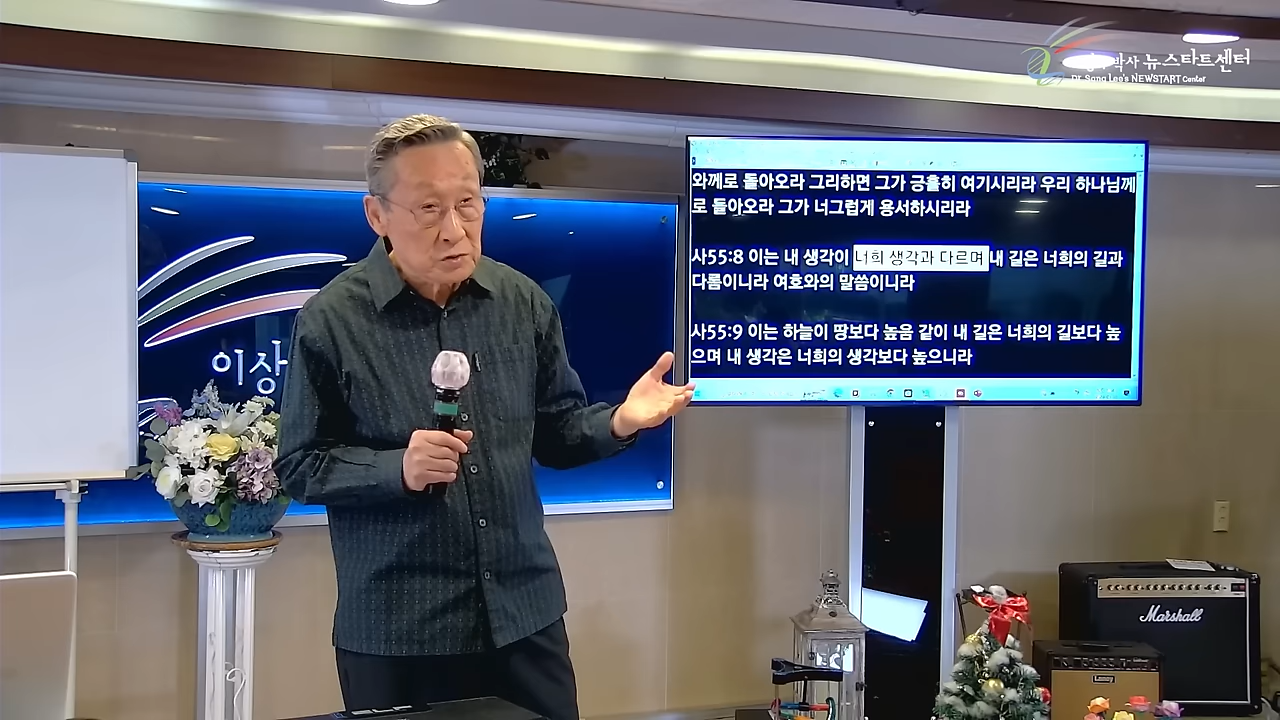 박사 뉴스타트센터
Dr. Sang Lee's NEWSTART Center
와께로 돌아오라 그리하면 그가 긍휼히 여기시리라 우리 하나님께
로 돌아오라 그가 너그럽게 용서하시리라
사55:8 이는 내 생각이 너희 생각과 다르며 내 길은 너희의 길과
다름이니라 여호와의 말씀이니라
사55:9 이는 하늘이 땅보다 높음 같이 내 길은 너희의 길보다 높
으며 내 생각은 너희의 생각보다 높으니라
이상
Marshall
Laney